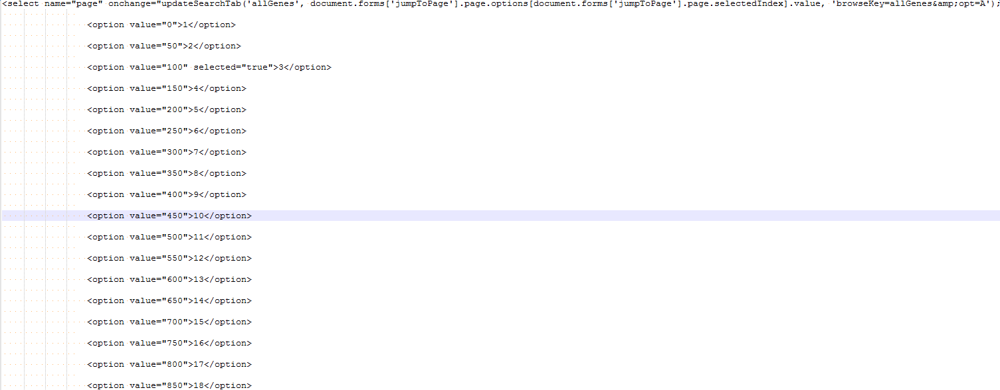 <select name="page" onchange="updateSearchTab('allGenes', document.forms['jumpToPage'].page.options[document.forms['jumpToPage'].page.selectedIndex].value, 'browseKey=allGenes&amp;opt=A');
<option value="0">1</option>
<option value="50">2</option>
<option value="100" selected="true">3</option>
<option value="150">4</option>
<option value="200">5</option>
<option value="250">6</option>
<option value="300">7</option>
<option value="350">8</option>
<option value="400">9</option>
<option value="450">10</option>
<option value="500">11</option>
<option value="550">12</option>
<option value="600">13</option>
<option value="650">14</option>
<option value="700">15</option>
<option value="750">16</option>
<option value="800">17</option>
<option value="850">18</option>